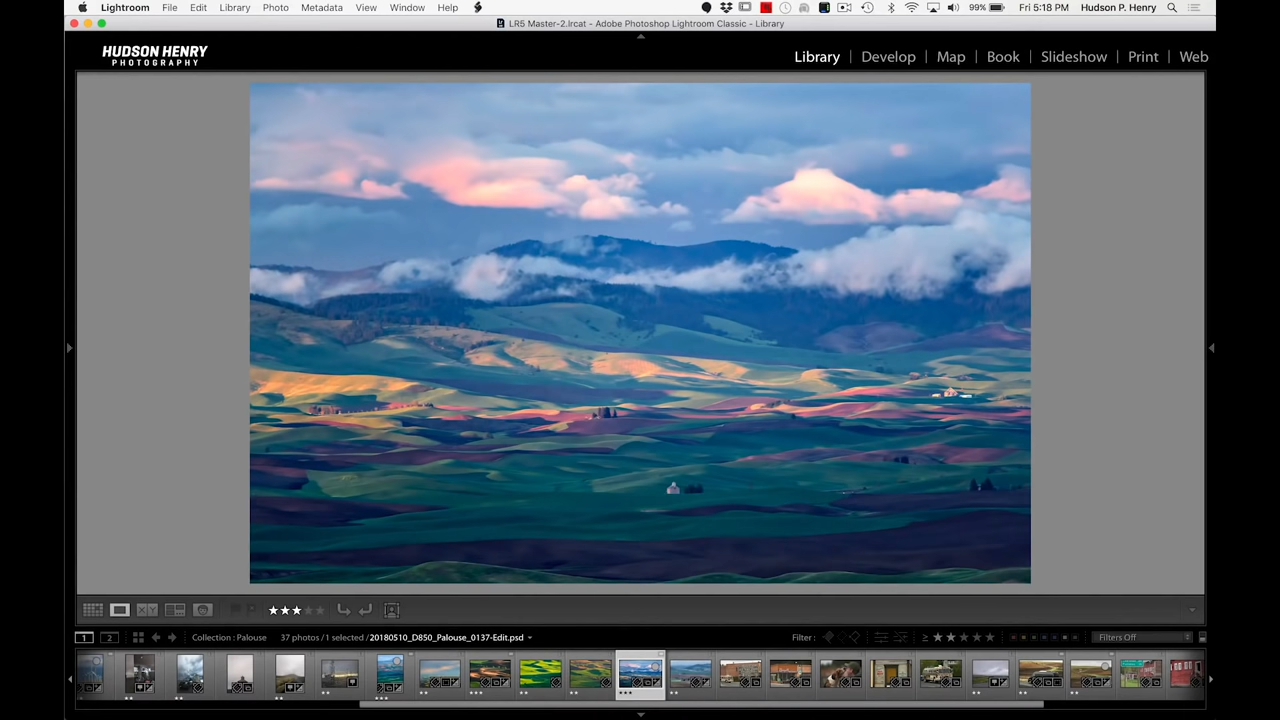 Lightroom File Edit Library Photo Metadata View Window Help 99% Fri 5:18 PM Hudson P. Henry
LR5 Master-2.lrcat - Adobe Photoshop Lightroom Classic - Library
HUDSON HENRY
PHOTOGRAPHY
Library | Develop | Map | Book | Slideshow | Print | Web
1 2 Collection : Palouse 37 photos / 1 selected / 20180510_D850_Palouse_0137-Edit.psd Filter : Filters Off